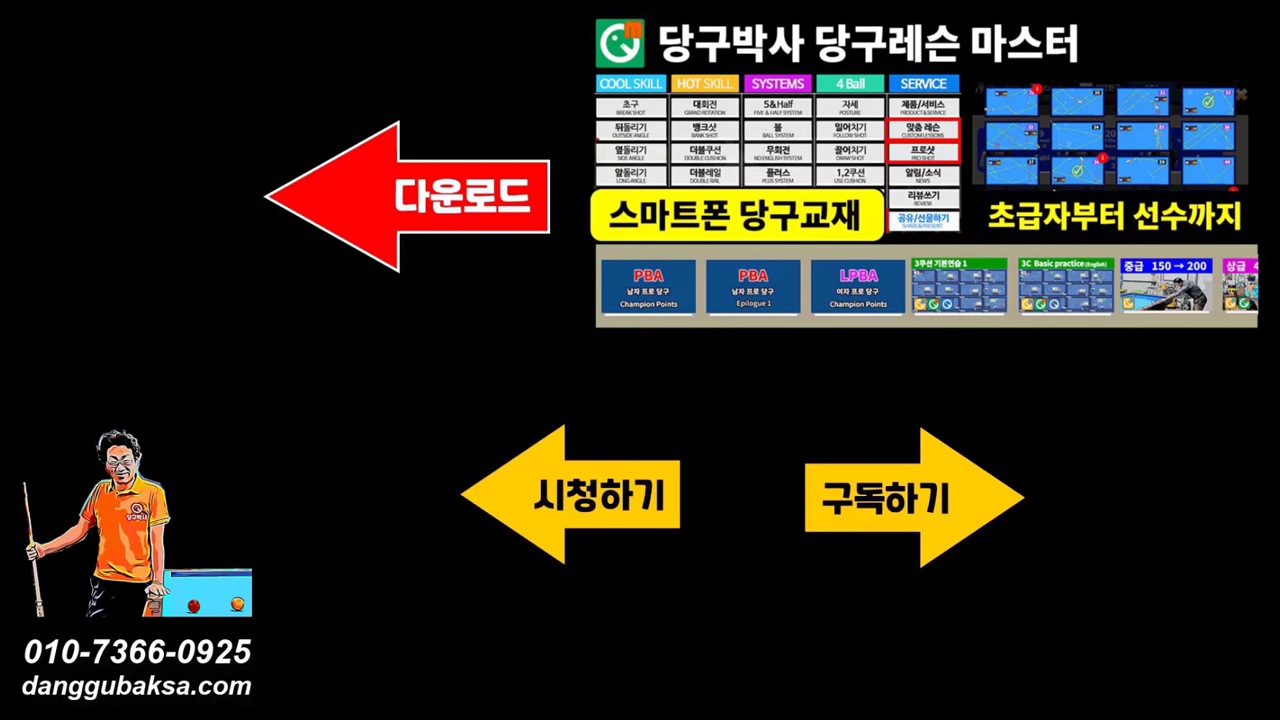 당구박사 당구레슨 마스터
COOL SKILL HOT SKILL SYSTEMS 4 Ball SERVICE
초구 대회전 5&Half 자세 제품/서비스
BREAK SHOT GRAND ROTATION FIVE & HALF SYSTEM POSTURE PRODUCT & SERVICE
뒤돌리기 뱅크샷 볼 밀어치기 맞춤 레슨
OUTSIDE ANGLE BANK SHOT BALL SYSTEM FOLLOW SHOT CUSTOM LESSONS
옆돌리기 더블쿠션 무회전 끌어치기 프로샷
SIDE ANGLE DOUBLE CUSHION NO ENGLISH SYSTEM DRAW SHOT PRO SHOT
앞돌리기 더블레일 플러스 1,2쿠션 알림/소식
LONG ANGLE DOUBLE RAIL PLUS SYSTEM USE CUSHION NEWS
리뷰쓰기
REVIEW
공유/선물하기
SHARE & PRESENT
다운로드
스마트폰 당구교재
초급자부터 선수까지
PBA PBA LPBA 3쿠션 기본연습 1 3C Basic practice (English) 중급 150 → 200 상급
남자 프로 당구 남자 프로 당구 여자 프로 당구
Champion Points Epilogue 1 Champion Points
시청하기 구독하기
당구박사
010-7366-0925
danggubaksa.com